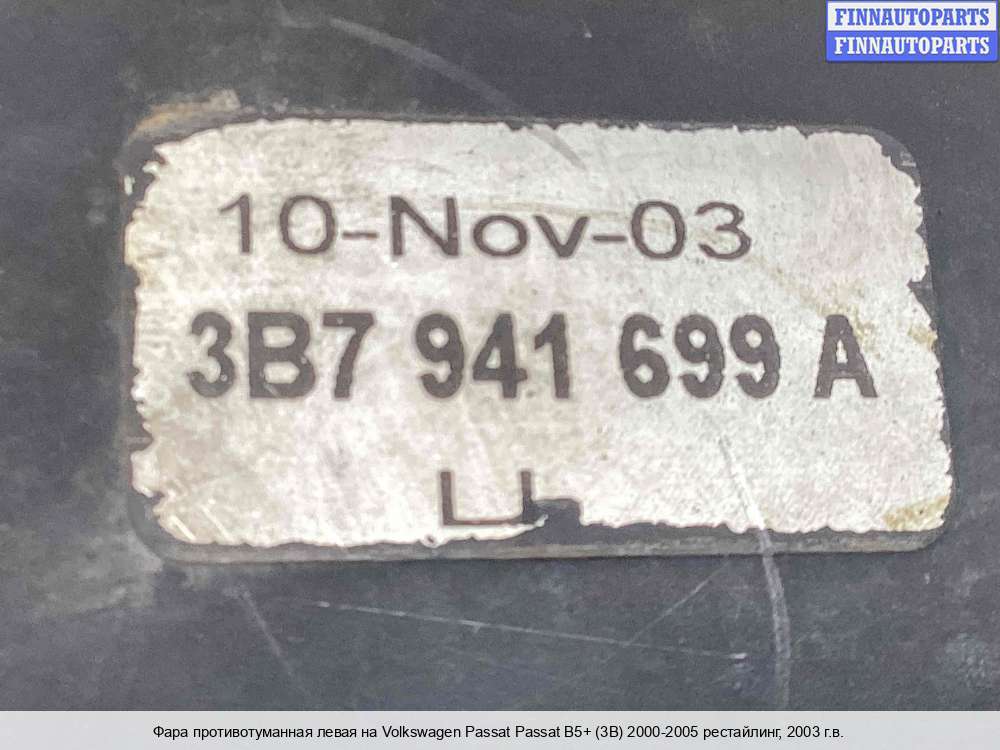 FINNAUTOPARTS
FINNAUTOPARTS
10-Nov-03
3B7 941 699 A
Фара противотуманная левая на Volkswagen Passat Passat B5+ (3B) 2000-2005 рестайлинг, 2003 г.в.